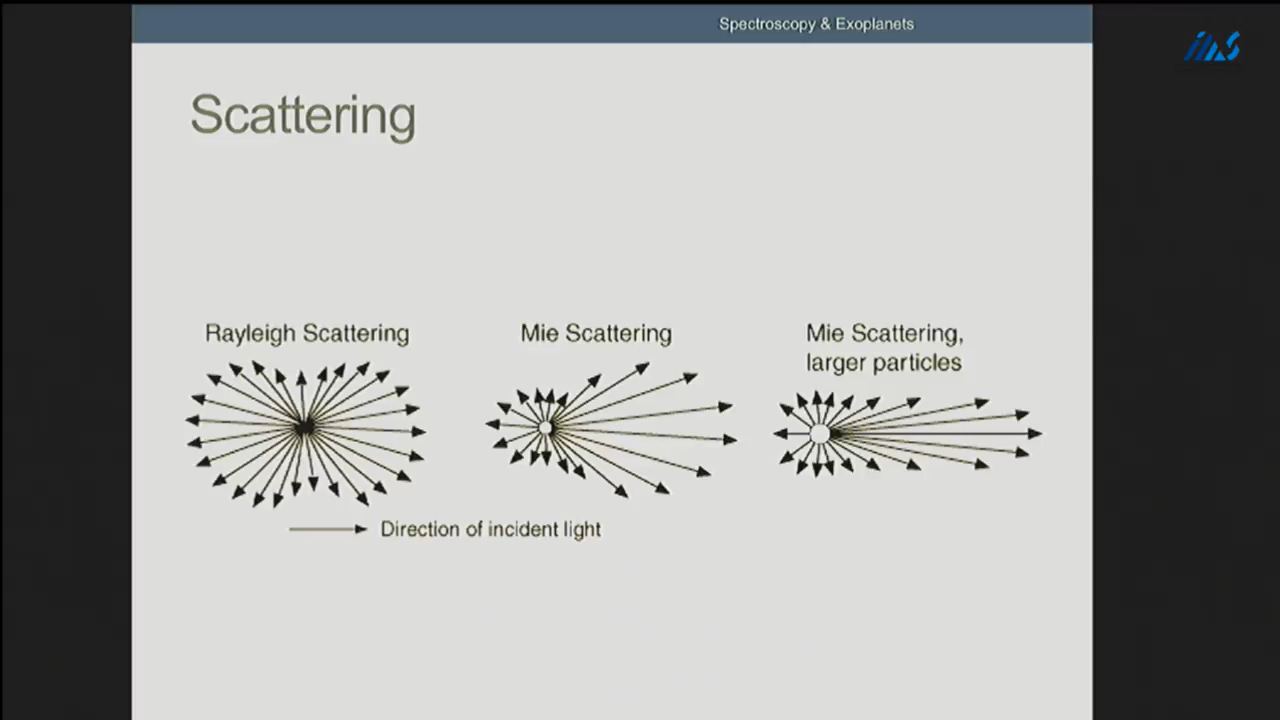 Spectroscopy & Exoplanets
Scattering
Rayleigh Scattering
Mie Scattering
Mie Scattering,
larger particles
Direction of incident light